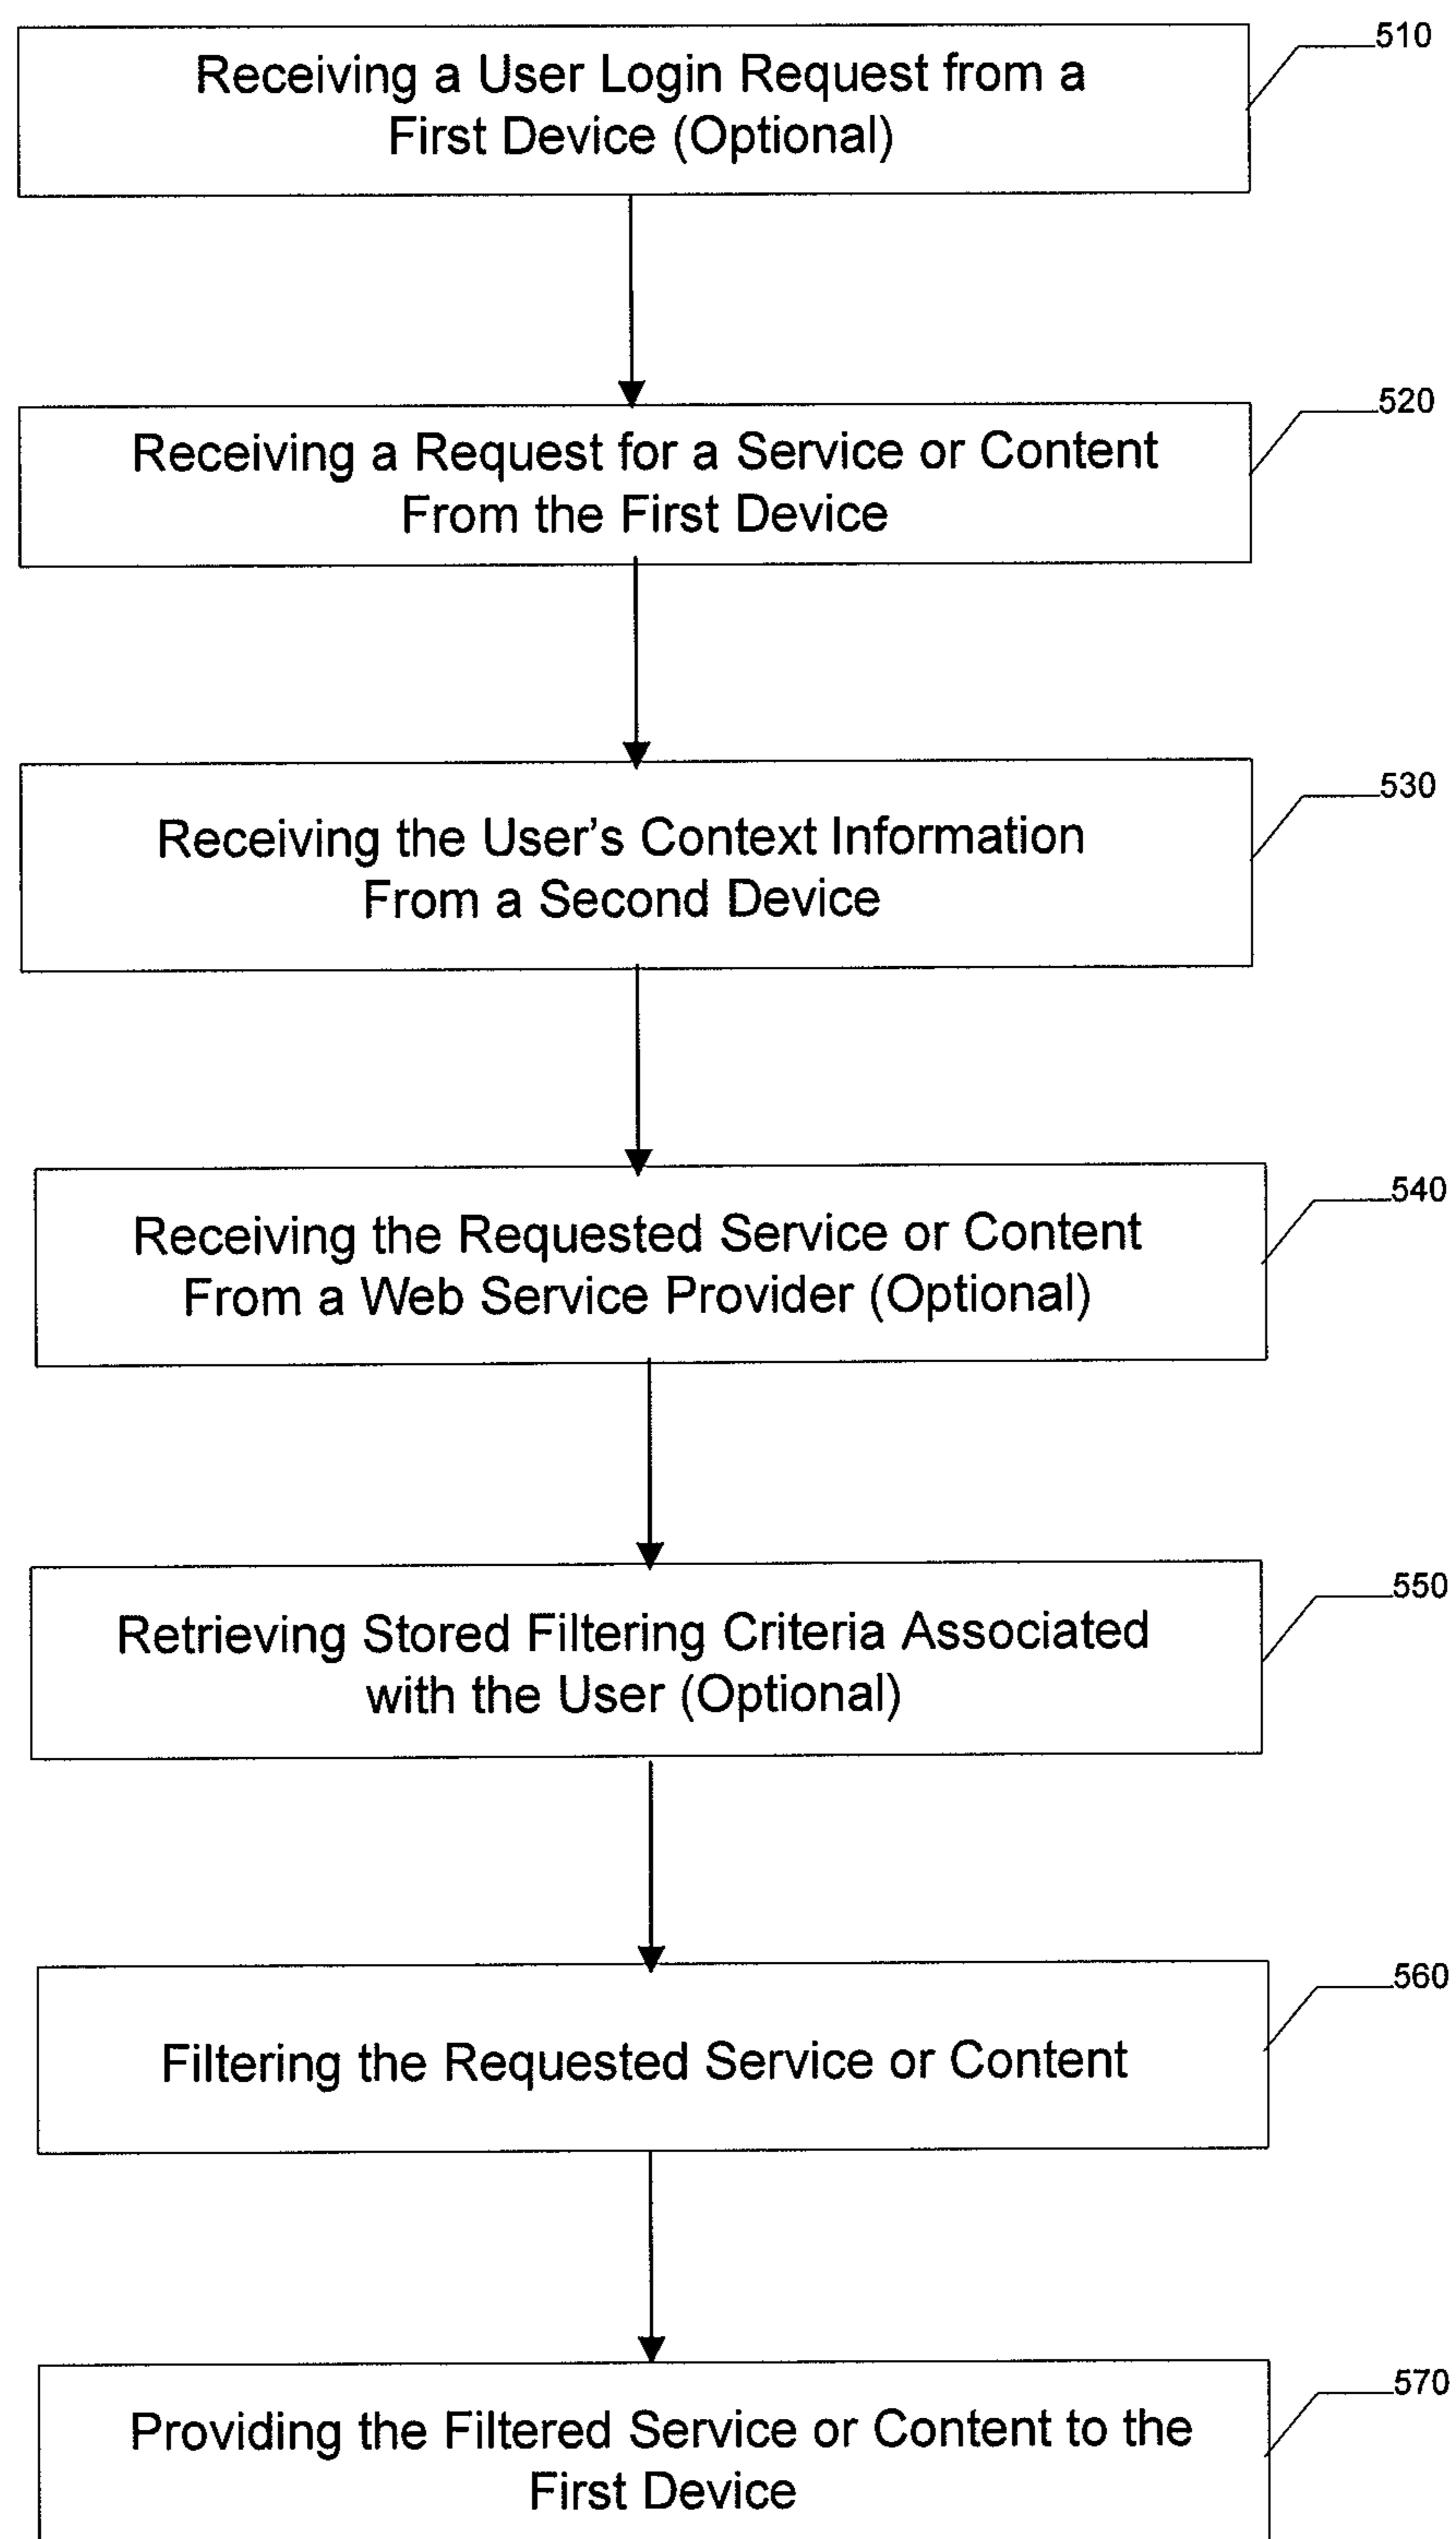 510
Receiving a User Login Request from a
First Device (Optional)
520
Receiving a Request for a Service or Content
From the First Device
530
Receiving the User's Context Information
From a Second Device
540
Receiving the Requested Service or Content
From a Web Service Provider (Optional)
550
Retrieving Stored Filtering Criteria Associated
with the User (Optional)
560
Filtering the Requested Service or Content
570
Providing the Filtered Service or Content to the
First Device